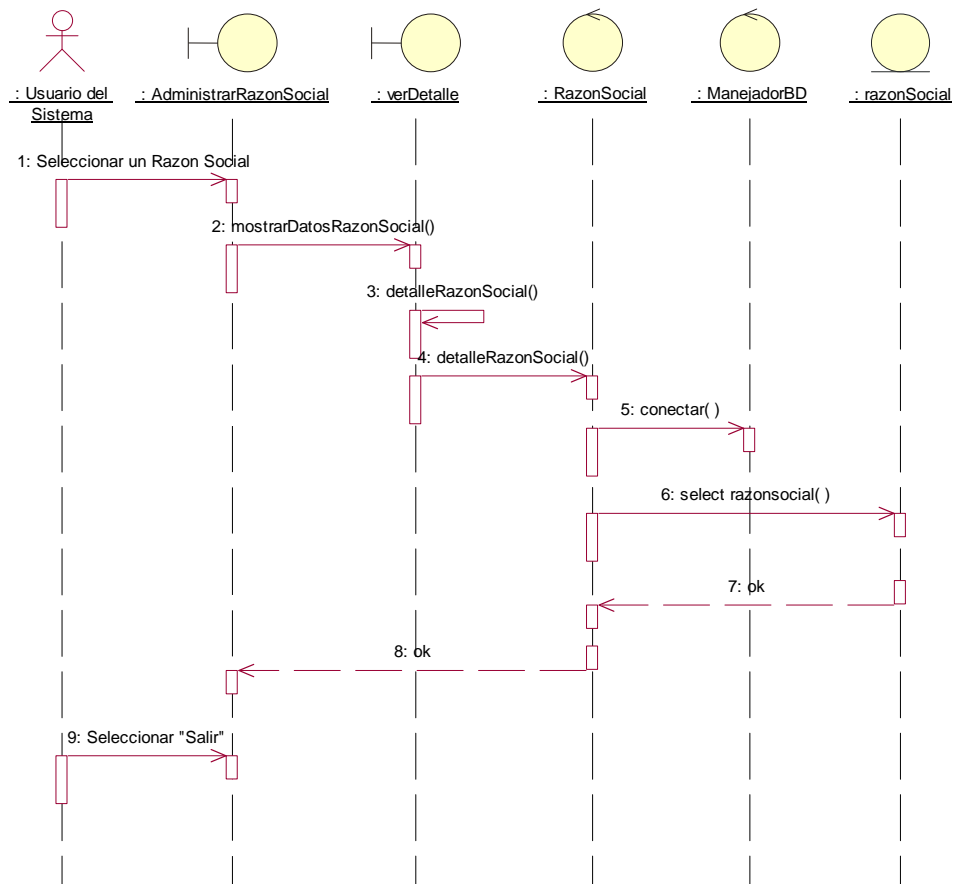 : Usuario del
Sistema
: AdministrarRazonSocial
: verDetalle
: RazonSocial
: ManejadorBD
: razonSocial
1: Seleccionar un Razon Social
2: mostrarDatosRazonSocial()
3: detalleRazonSocial()
4: detalleRazonSocial()
5: conectar( )
6: select razonsocial( )
7: ok
8: ok
9: Seleccionar "Salir"